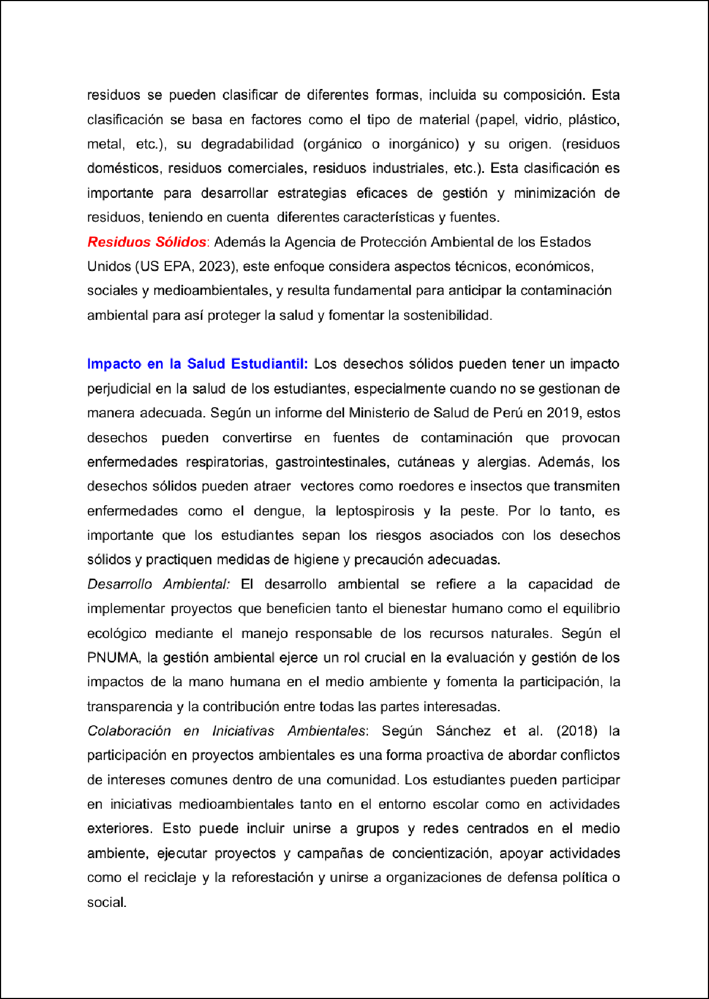 residuos se pueden clasificar de diferentes formas, incluida su composición. Esta
clasificación se basa en factores como el tipo de material (papel, vidrio, plástico,
metal, etc.), su degradabilidad (orgánico o inorgánico) y su origen. (residuos
domésticos, residuos comerciales, residuos industriales, etc.). Esta clasificación es
importante para desarrollar estrategias eficaces de gestión y minimización de
residuos, teniendo en cuenta  diferentes características y fuentes.
Residuos Sólidos: Además la Agencia de Protección Ambiental de los Estados
Unidos (US EPA, 2023), este enfoque considera aspectos técnicos, económicos,
sociales y medioambientales, y resulta fundamental para anticipar la contaminación
ambiental para así proteger la salud y fomentar la sostenibilidad.
Impacto en la Salud Estudiantil: Los desechos sólidos pueden tener un impacto
perjudicial en la salud de los estudiantes, especialmente cuando no se gestionan de
manera adecuada. Según un informe del Ministerio de Salud de Perú en 2019, estos
desechos pueden convertirse en fuentes de contaminación que provocan
enfermedades respiratorias, gastrointestinales, cutáneas y alergias. Además, los
desechos sólidos pueden atraer  vectores como roedores e insectos que transmiten
enfermedades como el dengue, la leptospirosis y la peste. Por lo tanto, es
importante que los estudiantes sepan los riesgos asociados con los desechos
sólidos y practiquen medidas de higiene y precaución adecuadas.
Desarrollo Ambiental: El desarrollo ambiental se refiere a la capacidad de
implementar proyectos que beneficien tanto el bienestar humano como el equilibrio
ecológico mediante el manejo responsable de los recursos naturales. Según el
PNUMA, la gestión ambiental ejerce un rol crucial en la evaluación y gestión de los
impactos de la mano humana en el medio ambiente y fomenta la participación, la
transparencia y la contribución entre todas las partes interesadas.
Colaboración en Iniciativas Ambientales: Según Sánchez et al. (2018) la
participación en proyectos ambientales es una forma proactiva de abordar conflictos
de intereses comunes dentro de una comunidad. Los estudiantes pueden participar
en iniciativas medioambientales tanto en el entorno escolar como en actividades
exteriores. Esto puede incluir unirse a grupos y redes centrados en el medio
ambiente, ejecutar proyectos y campañas de concientización, apoyar actividades
como el reciclaje y la reforestación y unirse a organizaciones de defensa política o
social.